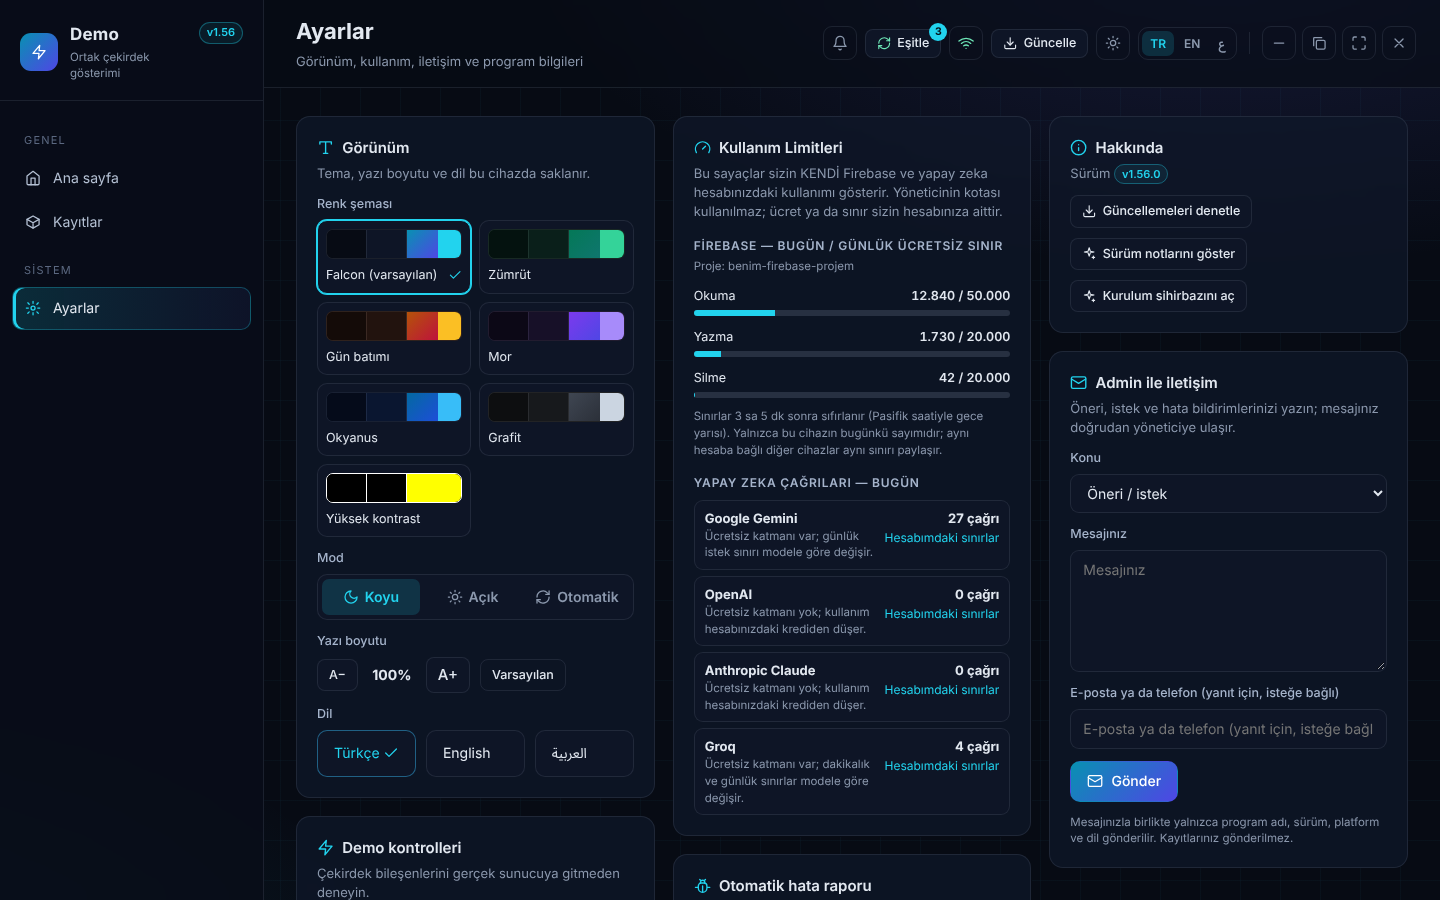 Demo
v1.56
Ortak çekirdek
gösterimi
GENEL
Ana sayfa
Kayıtlar
SİSTEM
Ayarlar
Ayarlar
Görünüm, kullanım, iletişim ve program bilgileri
Eşitle
3
Güncelle
TR
EN
ع
Görünüm
Tema, yazı boyutu ve dil bu cihazda saklanır.
Renk şeması
Falcon (varsayılan)
Zümrüt
Gün batımı
Mor
Okyanus
Grafit
Yüksek kontrast
Mod
Koyu
Açık
Otomatik
Yazı boyutu
A−
100%
A+
Varsayılan
Dil
Türkçe
English
العربية
Demo kontrolleri
Çekirdek bileşenlerini gerçek sunucuya gitmeden
deneyin.
Kullanım Limitleri
Bu sayaçlar sizin KENDİ Firebase ve yapay zeka
hesabınızdaki kullanımı gösterir. Yöneticinin kotası
kullanılmaz; ücret ya da sınır sizin hesabınıza aittir.
FİREBASE — BUGÜN / GÜNLÜK ÜCRETSİZ SINIR
Proje: benim-firebase-projem
Okuma 12.840 / 50.000
Yazma 1.730 / 20.000
Silme 42 / 20.000
Sınırlar 3 sa 5 dk sonra sıfırlanır (Pasifik saatiyle gece
yarısı). Yalnızca bu cihazın bugünkü sayımıdır; aynı
hesaba bağlı diğer cihazlar aynı sınırı paylaşır.
YAPAY ZEKA ÇAĞRILARI — BUGÜN
Google Gemini 27 çağrı
Ücretsiz katmanı var; günlük Hesabımdaki sınırlar
istek sınırı modele göre değişir.
OpenAI 0 çağrı
Ücretsiz katmanı yok; kullanım Hesabımdaki sınırlar
hesabınızdaki krediden düşer.
Anthropic Claude 0 çağrı
Ücretsiz katmanı yok; kullanım Hesabımdaki sınırlar
hesabınızdaki krediden düşer.
Groq 4 çağrı
Ücretsiz katmanı var; dakikalık Hesabımdaki sınırlar
ve günlük sınırlar modele göre
değişir.
Otomatik hata raporu
Hakkında
Sürüm v1.56.0
Güncellemeleri denetle
Sürüm notlarını göster
Kurulum sihirbazını aç
Admin ile iletişim
Öneri, istek ve hata bildirimlerinizi yazın; mesajınız
doğrudan yöneticiye ulaşır.
Konu
Öneri / istek
Mesajınız
Mesajınız
E-posta ya da telefon (yanıt için, isteğe bağlı)
E-posta ya da telefon (yanıt için, isteğe bağl
Gönder
Mesajınızla birlikte yalnızca program adı, sürüm, platform
ve dil gönderilir. Kayıtlarınız gönderilmez.